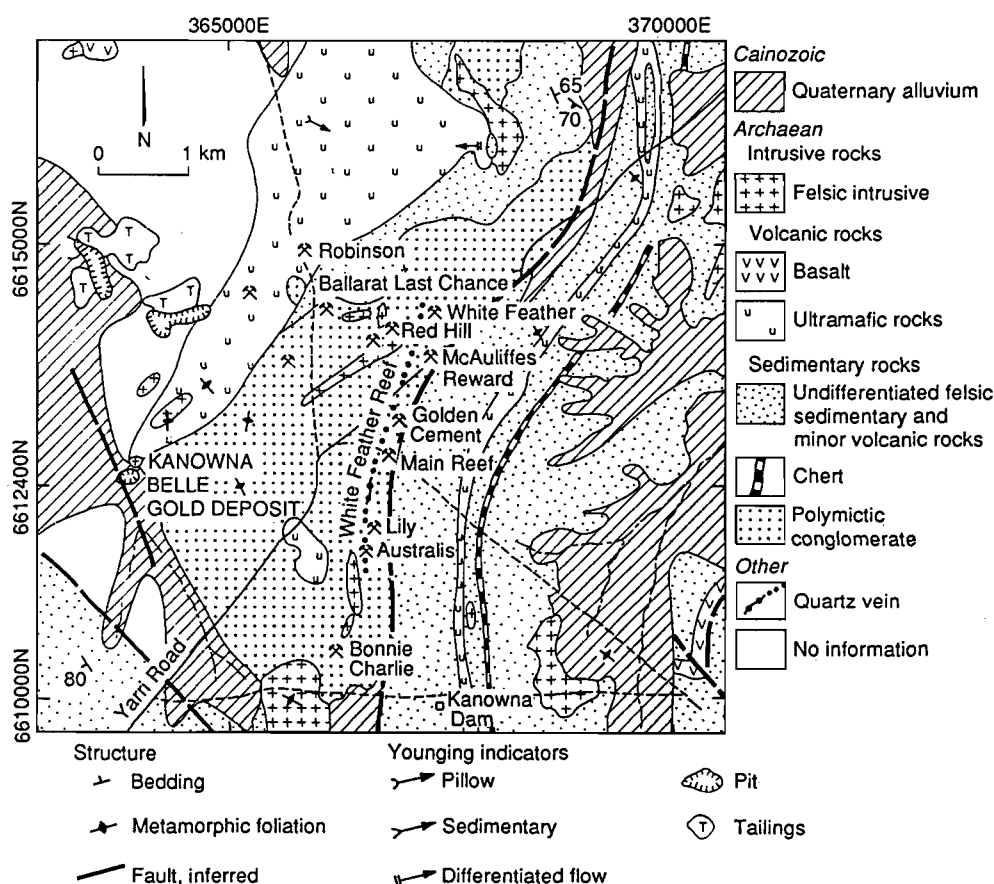 365000E
370000E
6615000N
6612400N
6610000N
N
0 1 km
65
70
80
T
T
T
T
Robinson
Ballarat Last Chance
White Feather
Red Hill
McAuliffes
Reward
Golden
Cement
Main Reef
White Feather Reef
KANOWNA
BELLE
GOLD DEPOSIT
Lily
Australis
Bonnie
Charlie
Kanowna
Dam
Yarri Road
Cainozoic
Quaternary alluvium
Archaean
Intrusive rocks
Felsic intrusive
Volcanic rocks
Basalt
Ultramafic rocks
Sedimentary rocks
Undifferentiated felsic
sedimentary and
minor volcanic rocks
Chert
Polymictic
conglomerate
Other
Quartz vein
No information
Structure
Bedding
Metamorphic foliation
Fault, inferred
Younging indicators
Pillow
Sedimentary
Differentiated flow
Pit
T Tailings